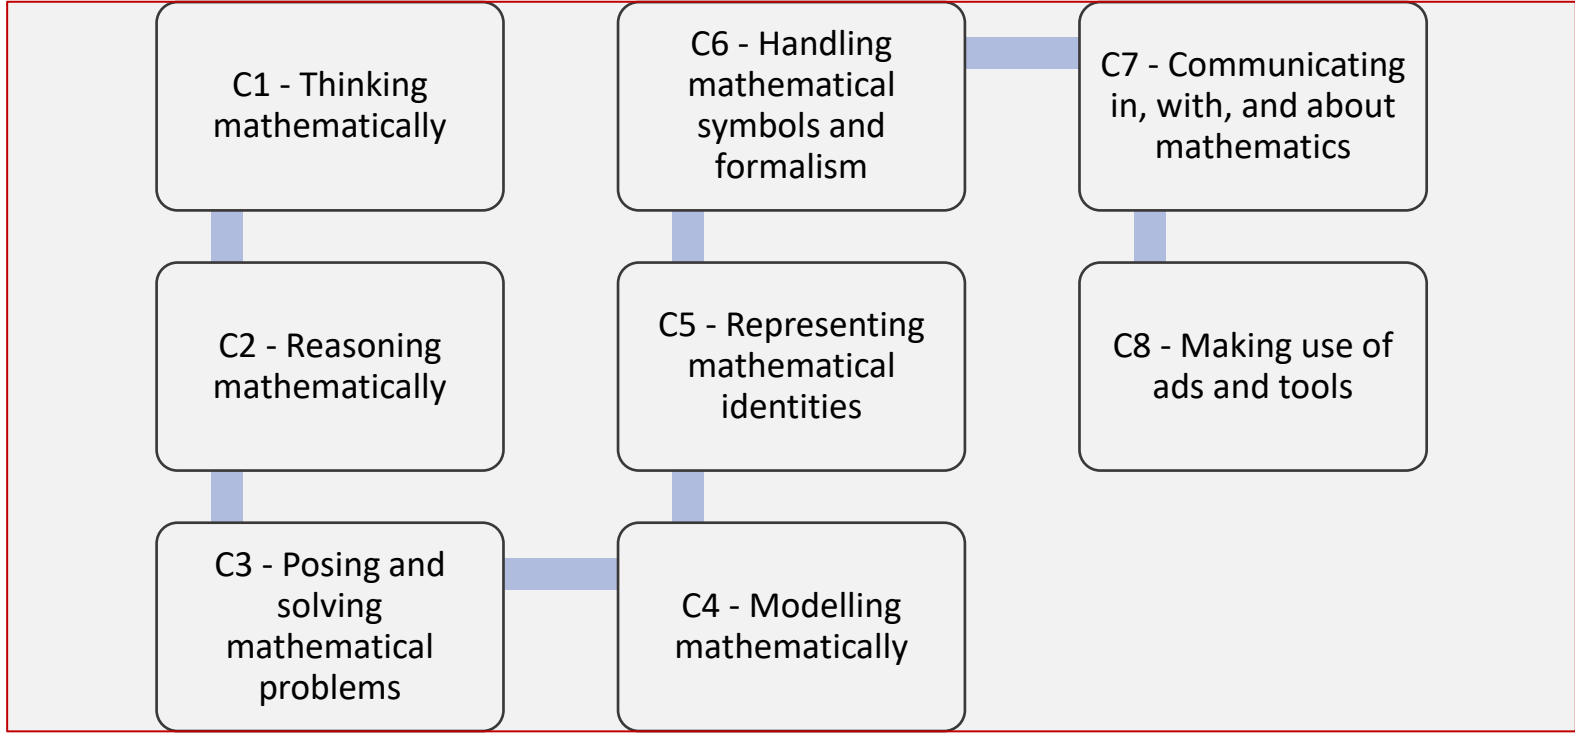 C1 - Thinking
mathematically
C2 - Reasoning
mathematically
C3 - Posing and
solving
mathematical
problems
C4 - Modelling
mathematically
C5 - Representing
mathematical
identities
C6 - Handling
mathematical
symbols and
formalism
C7 - Communicating
in, with, and about
mathematics
C8 - Making use of
ads and tools